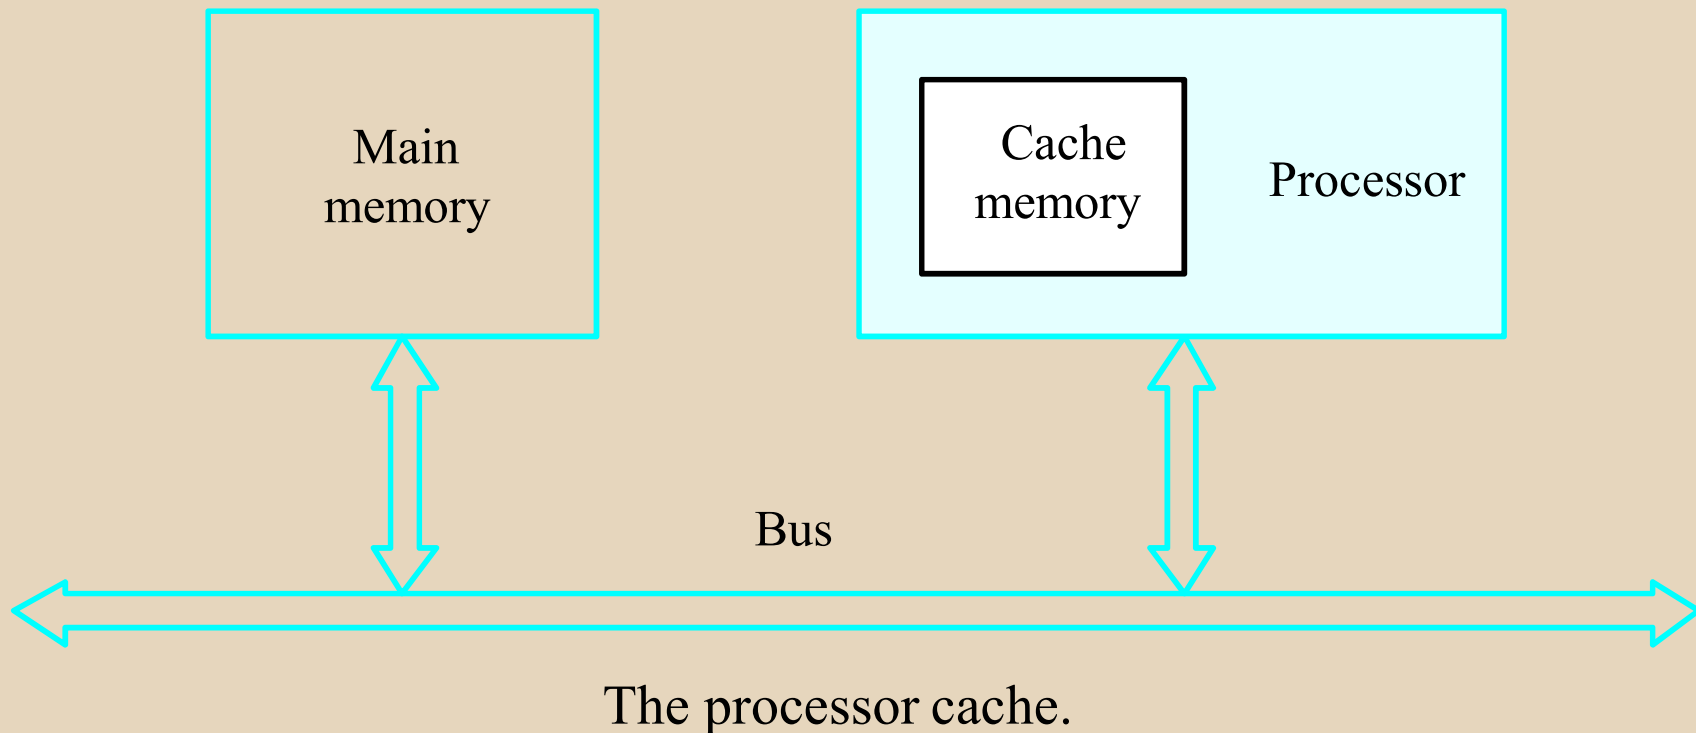 Main
memory
Cache
memory
Processor
Bus
The processor cache.